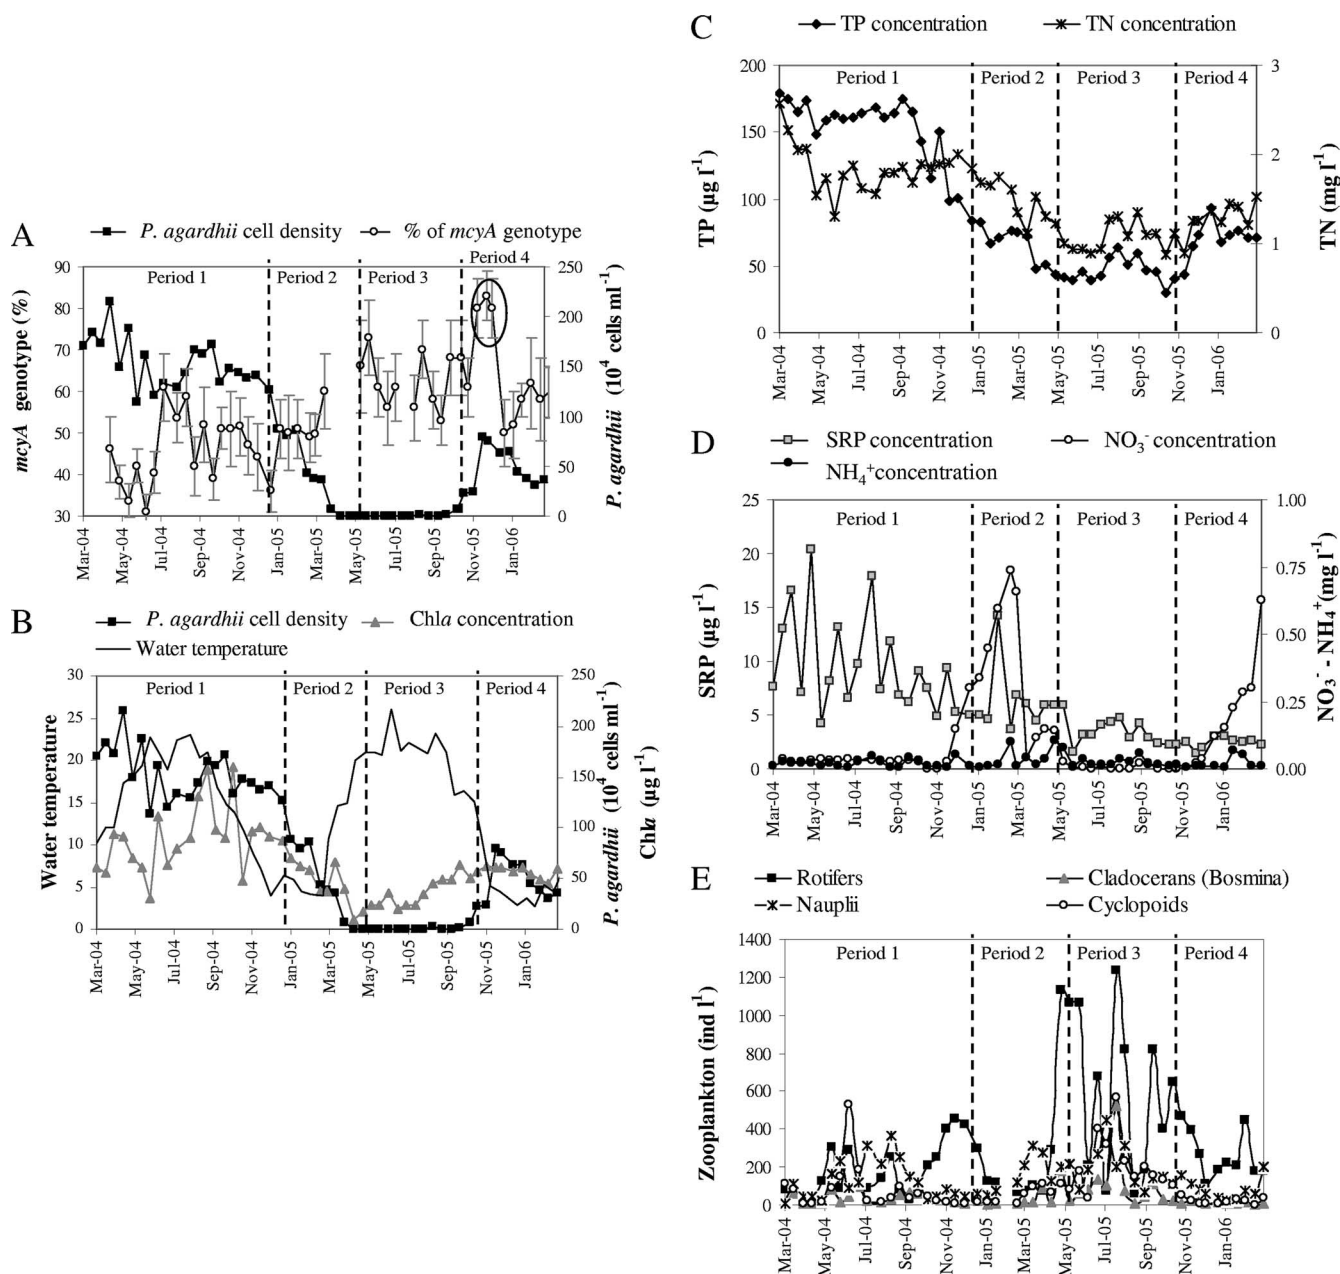 A
P. agardhii cell density
% of mcyA genotype
Period 1
Period 2
Period 3
Period 4
mcyA genotype (%)
90
80
70
60
50
40
30
P. agardhii (10⁴ cells ml⁻¹)
250
200
150
100
50
0
Mar-04
May-04
Jul-04
Sep-04
Nov-04
Jan-05
Mar-05
May-05
Jul-05
Sep-05
Nov-05
Jan-06
B
P. agardhii cell density
Chla concentration
Water temperature
Period 1
Period 2
Period 3
Period 4
Water temperature
30
25
20
15
10
5
0
P. agardhii (10⁴ cells ml⁻¹)
Chla (µg l⁻¹)
250
200
150
100
50
0
Mar-04
May-04
Jul-04
Sep-04
Nov-04
Jan-05
Mar-05
May-05
Jul-05
Sep-05
Nov-05
Jan-06
C
TP concentration
TN concentration
Period 1
Period 2
Period 3
Period 4
TP (µg l⁻¹)
200
150
100
50
0
TN (mg l⁻¹)
3
2
1
0
Mar-04
May-04
Jul-04
Sep-04
Nov-04
Jan-05
Mar-05
May-05
Jul-05
Sep-05
Nov-05
Jan-06
D
SRP concentration
NO₃⁻ concentration
NH₄⁺concentration
Period 1
Period 2
Period 3
Period 4
SRP (µg l⁻¹)
25
20
15
10
5
0
NO₃⁻ - NH₄⁺(mg l⁻¹)
1.00
0.75
0.50
0.25
0.00
Mar-04
May-04
Jul-04
Sep-04
Nov-04
Jan-05
Mar-05
May-05
Jul-05
Sep-05
Nov-05
Jan-06
E
Rotifers
Cladocerans (Bosmina)
Nauplii
Cyclopoids
Period 1
Period 2
Period 3
Period 4
Zooplankton (ind l¹)
1400
1200
1000
800
600
400
200
0
Mar-04
May-04
Jul-04
Sep-04
Nov-04
Jan-05
Mar-05
May-05
Jul-05
Sep-05
Nov-05
Jan-06